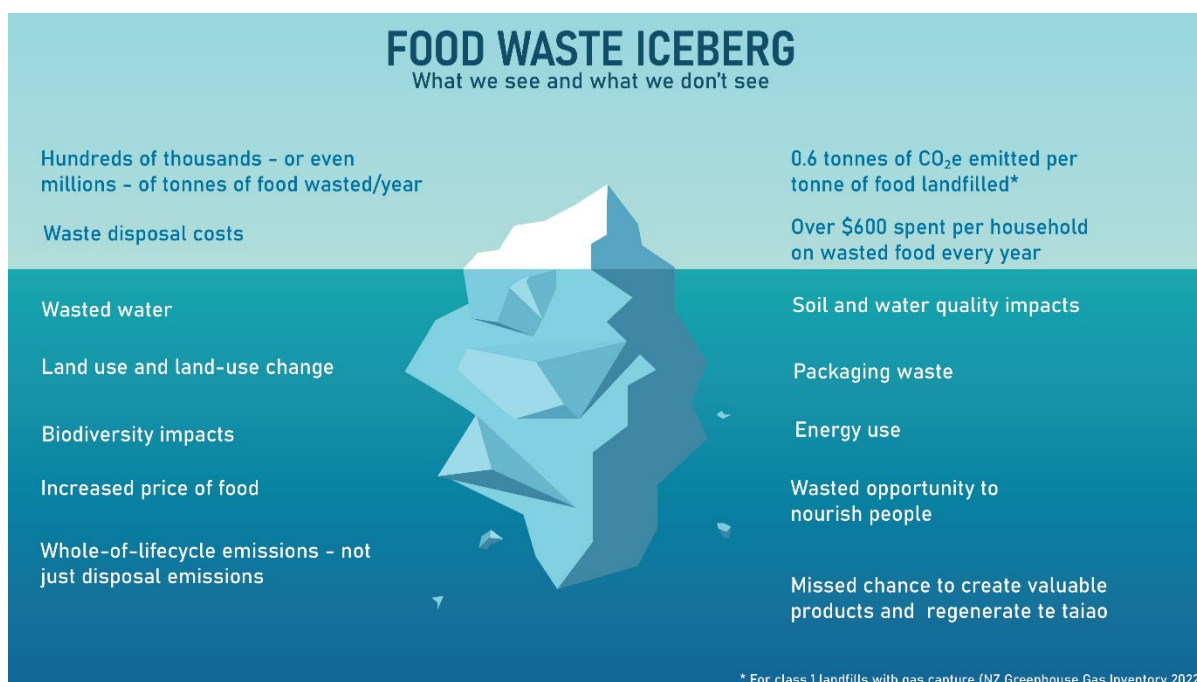 FOOD WASTE ICEBERG
What we see and what we don't see
Hundreds of thousands - or even
millions - of tonnes of food wasted/year
Waste disposal costs
0.6 tonnes of CO₂e emitted per
tonne of food landfilled*
Over $600 spent per household
on wasted food every year
Wasted water
Land use and land-use change
Biodiversity impacts
Increased price of food
Whole-of-lifecycle emissions - not
just disposal emissions
Soil and water quality impacts
Packaging waste
Energy use
Wasted opportunity to
nourish people
Missed chance to create valuable
products and regenerate te taiao
* For class 1 landfills with gas capture (NZ Greenhouse Gas Inventory 2022